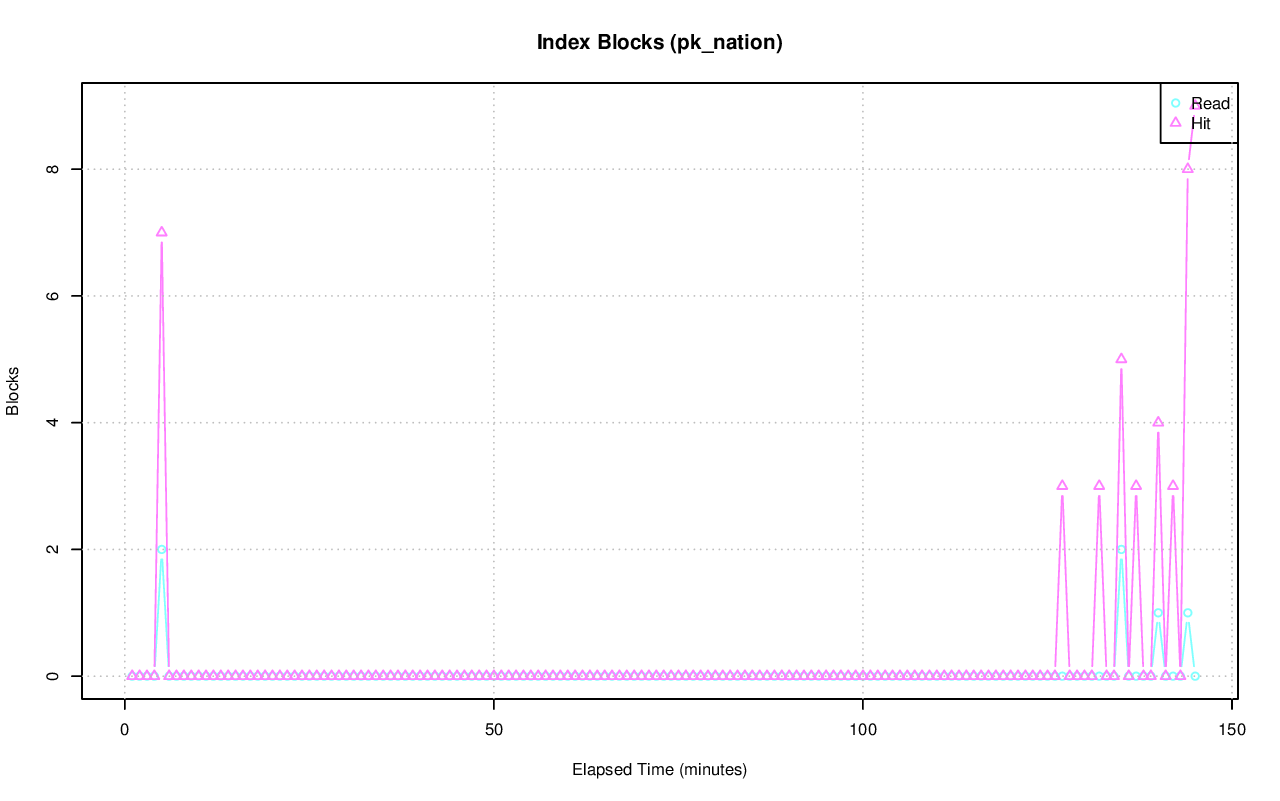 Index Blocks (pk_nation)
Read
Hit
Blocks
8
6
4
2
0
0 50 100 150
Elapsed Time (minutes)